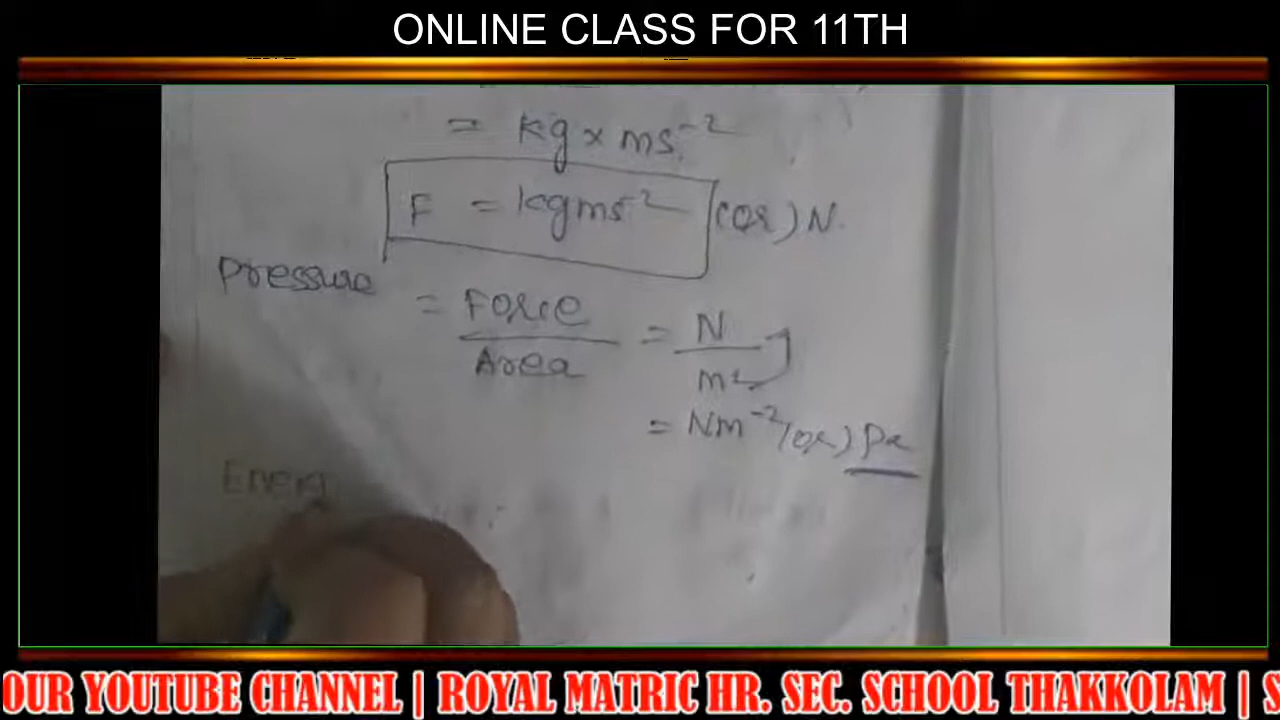 ONLINE CLASS FOR 11TH
= kg x ms⁻²
F = kgms⁻² (or) N.
Pressure = Force / Area = N / m²
= Nm⁻² (or) Pa
Energ
OUR YOUTUBE CHANNEL | ROYAL MATRIC HR. SEC. SCHOOL THAKKOLAM | S